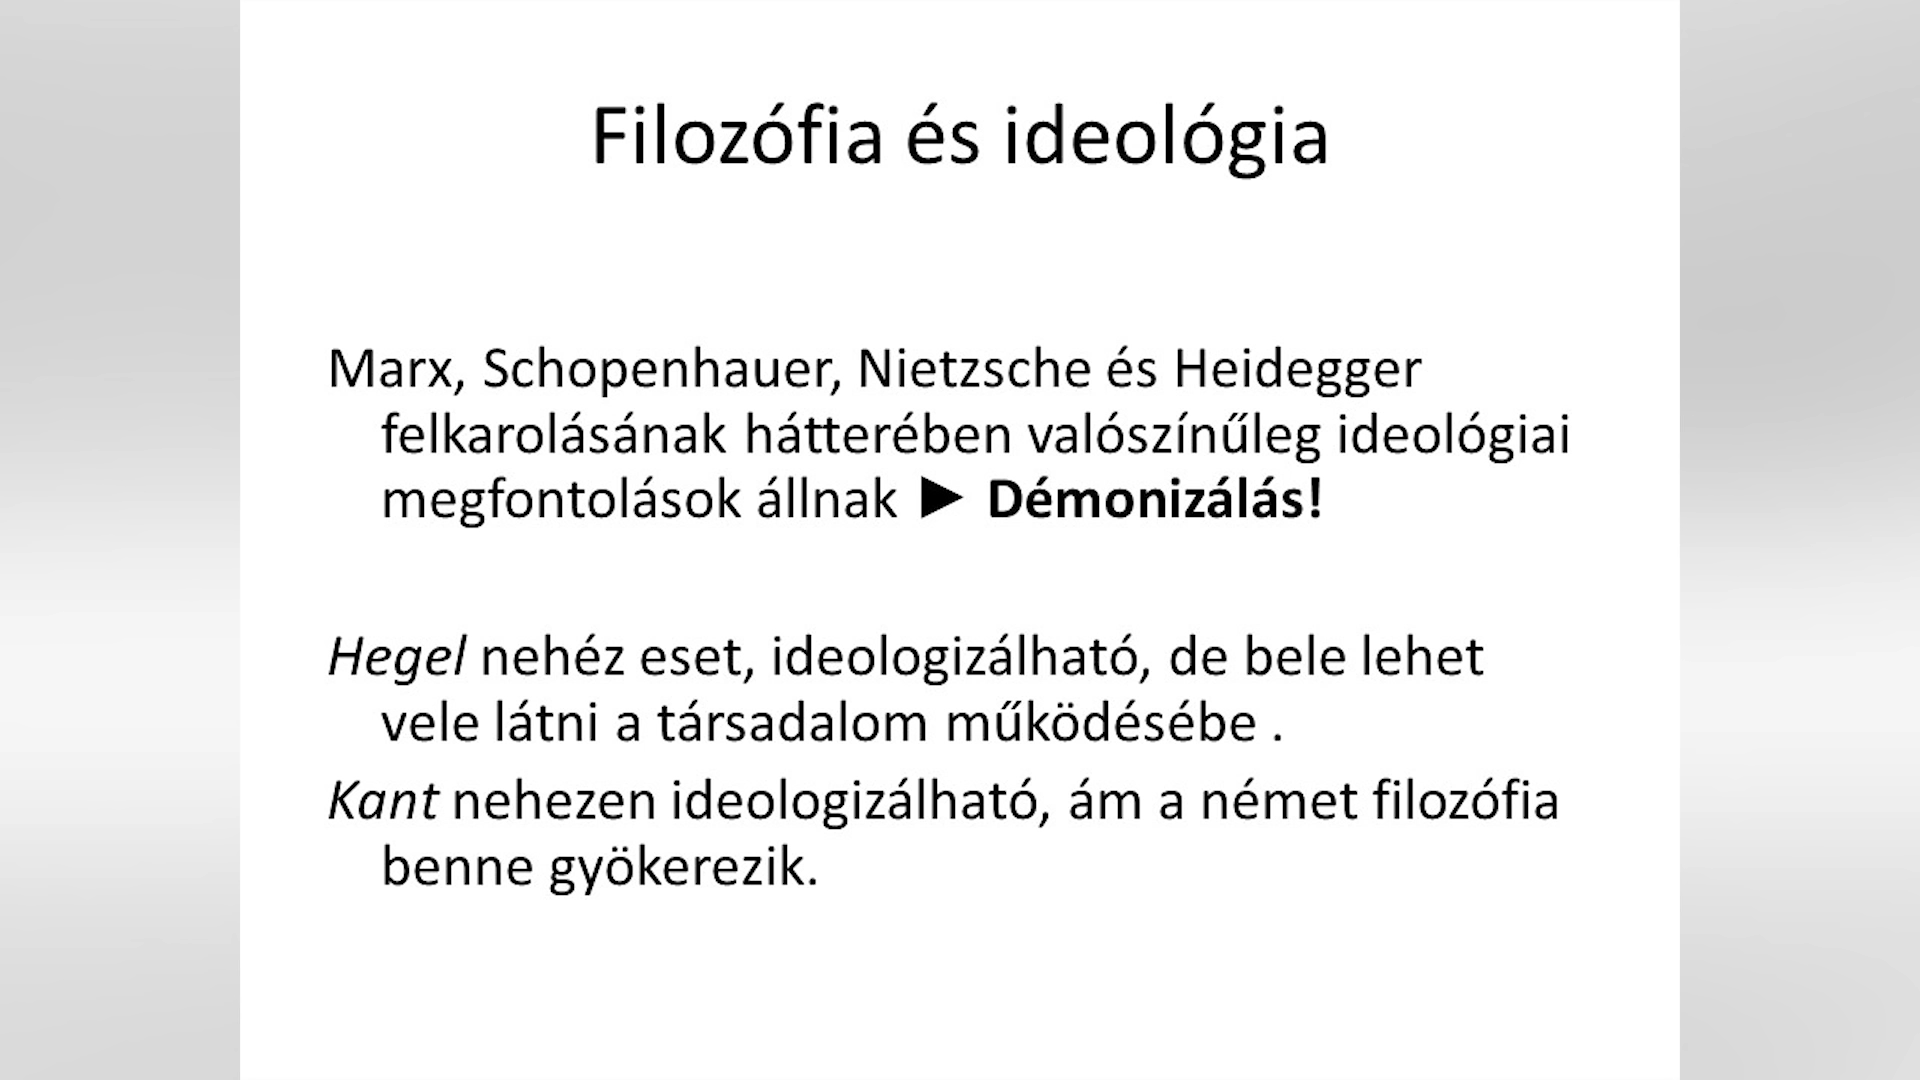 Filozófia és ideológia
Marx, Schopenhauer, Nietzsche és Heidegger
felkarolásának hátterében valószínűleg ideológiai
megfontolások állnak ► Démonizálás!
Hegel nehéz eset, ideologizálható, de bele lehet
vele látni a társadalom működésébe .
Kant nehezen ideologizálható, ám a német filozófia
benne gyökerezik.